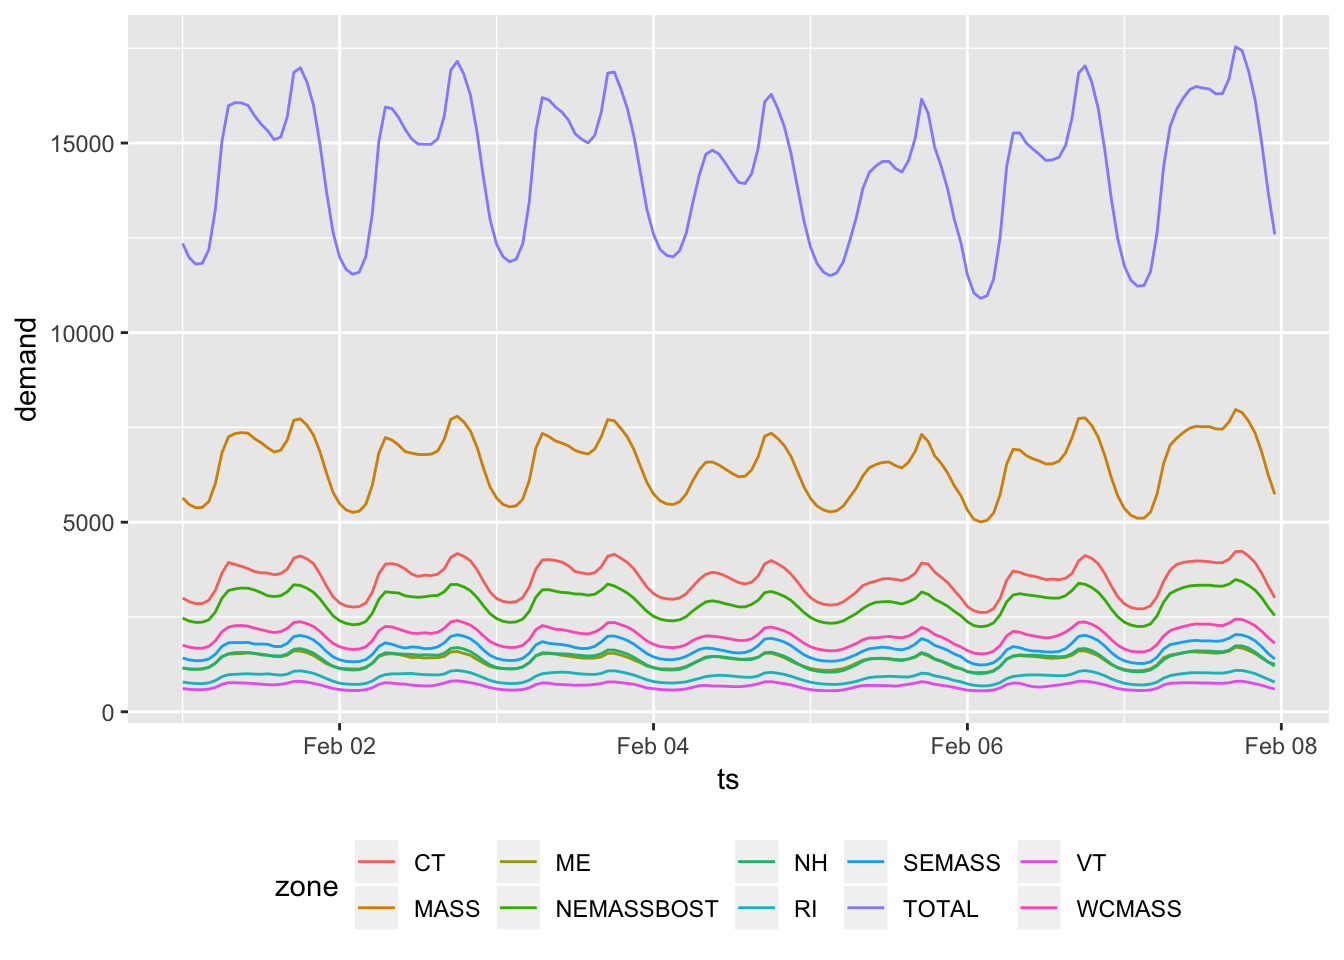 demand
15000
10000
5000
0
Feb 02 Feb 04 Feb 06 Feb 08
ts
zone
CT ME NH SEMASS VT
MASS NEMASSBOST RI TOTAL WCMASS